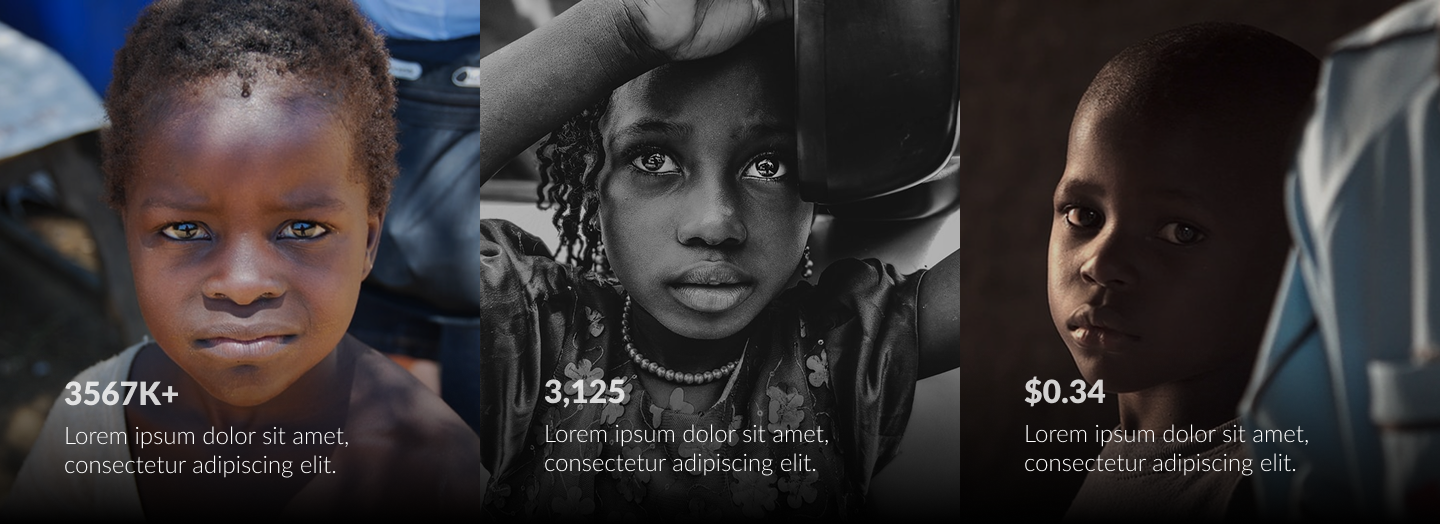 3567K+
Lorem ipsum dolor sit amet,
consectetur adipiscing elit.
3,125
Lorem ipsum dolor sit amet,
consectetur adipiscing elit.
$0.34
Lorem ipsum dolor sit amet,
consectetur adipiscing elit.